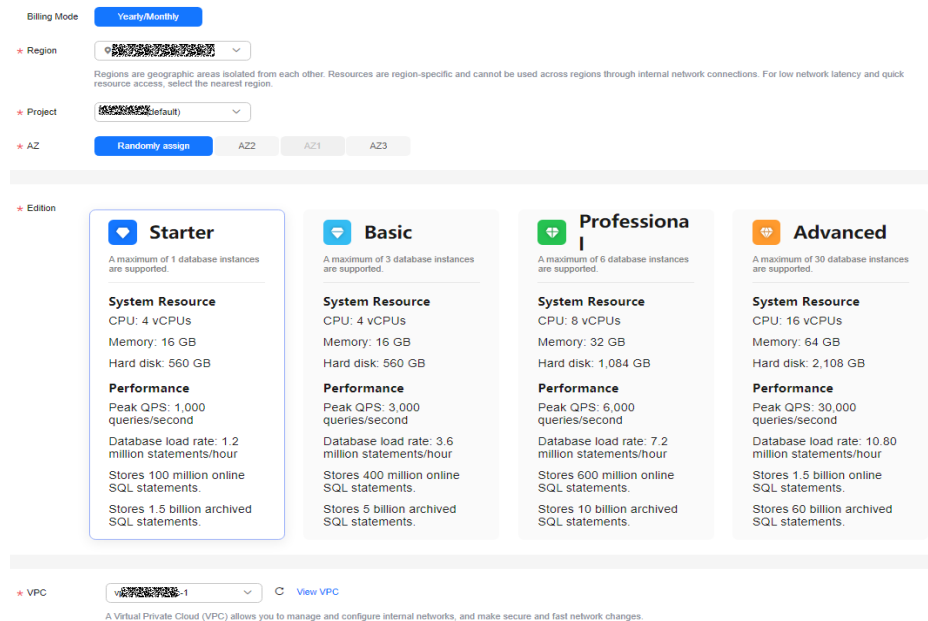 Billing Mode
Yearly/Monthly
* Region
Regions are geographic areas isolated from each other. Resources are region-specific and cannot be used across regions through internal network connections. For low network latency and quick
resource access, select the nearest region.
* Project
default)
* AZ
Randomly assign
AZ2
AZ1
AZ3
* Edition
Starter
A maximum of 1 database instances
are supported.
System Resource
CPU: 4 vCPUs
Memory: 16 GB
Hard disk: 560 GB
Performance
Peak QPS: 1,000
queries/second
Database load rate: 1.2
million statements/hour
Stores 100 million online
SQL statements.
Stores 1.5 billion archived
SQL statements.
Basic
A maximum of 3 database instances
are supported.
System Resource
CPU: 4 vCPUs
Memory: 16 GB
Hard disk: 560 GB
Performance
Peak QPS: 3,000
queries/second
Database load rate: 3.6
million statements/hour
Stores 400 million online
SQL statements.
Stores 5 billion archived
SQL statements.
Professiona
l
A maximum of 6 database instances
are supported.
System Resource
CPU: 8 vCPUs
Memory: 32 GB
Hard disk: 1,084 GB
Performance
Peak QPS: 6,000
queries/second
Database load rate: 7.2
million statements/hour
Stores 600 million online
SQL statements.
Stores 10 billion archived
SQL statements.
Advanced
A maximum of 30 database instances
are supported.
System Resource
CPU: 16 vCPUs
Memory: 64 GB
Hard disk: 2,108 GB
Performance
Peak QPS: 30,000
queries/second
Database load rate: 10.80
million statements/hour
Stores 1.5 billion online
SQL statements.
Stores 60 billion archived
SQL statements.
* VPC
-1
View VPC
A Virtual Private Cloud (VPC) allows you to manage and configure internal networks, and make secure and fast network changes.